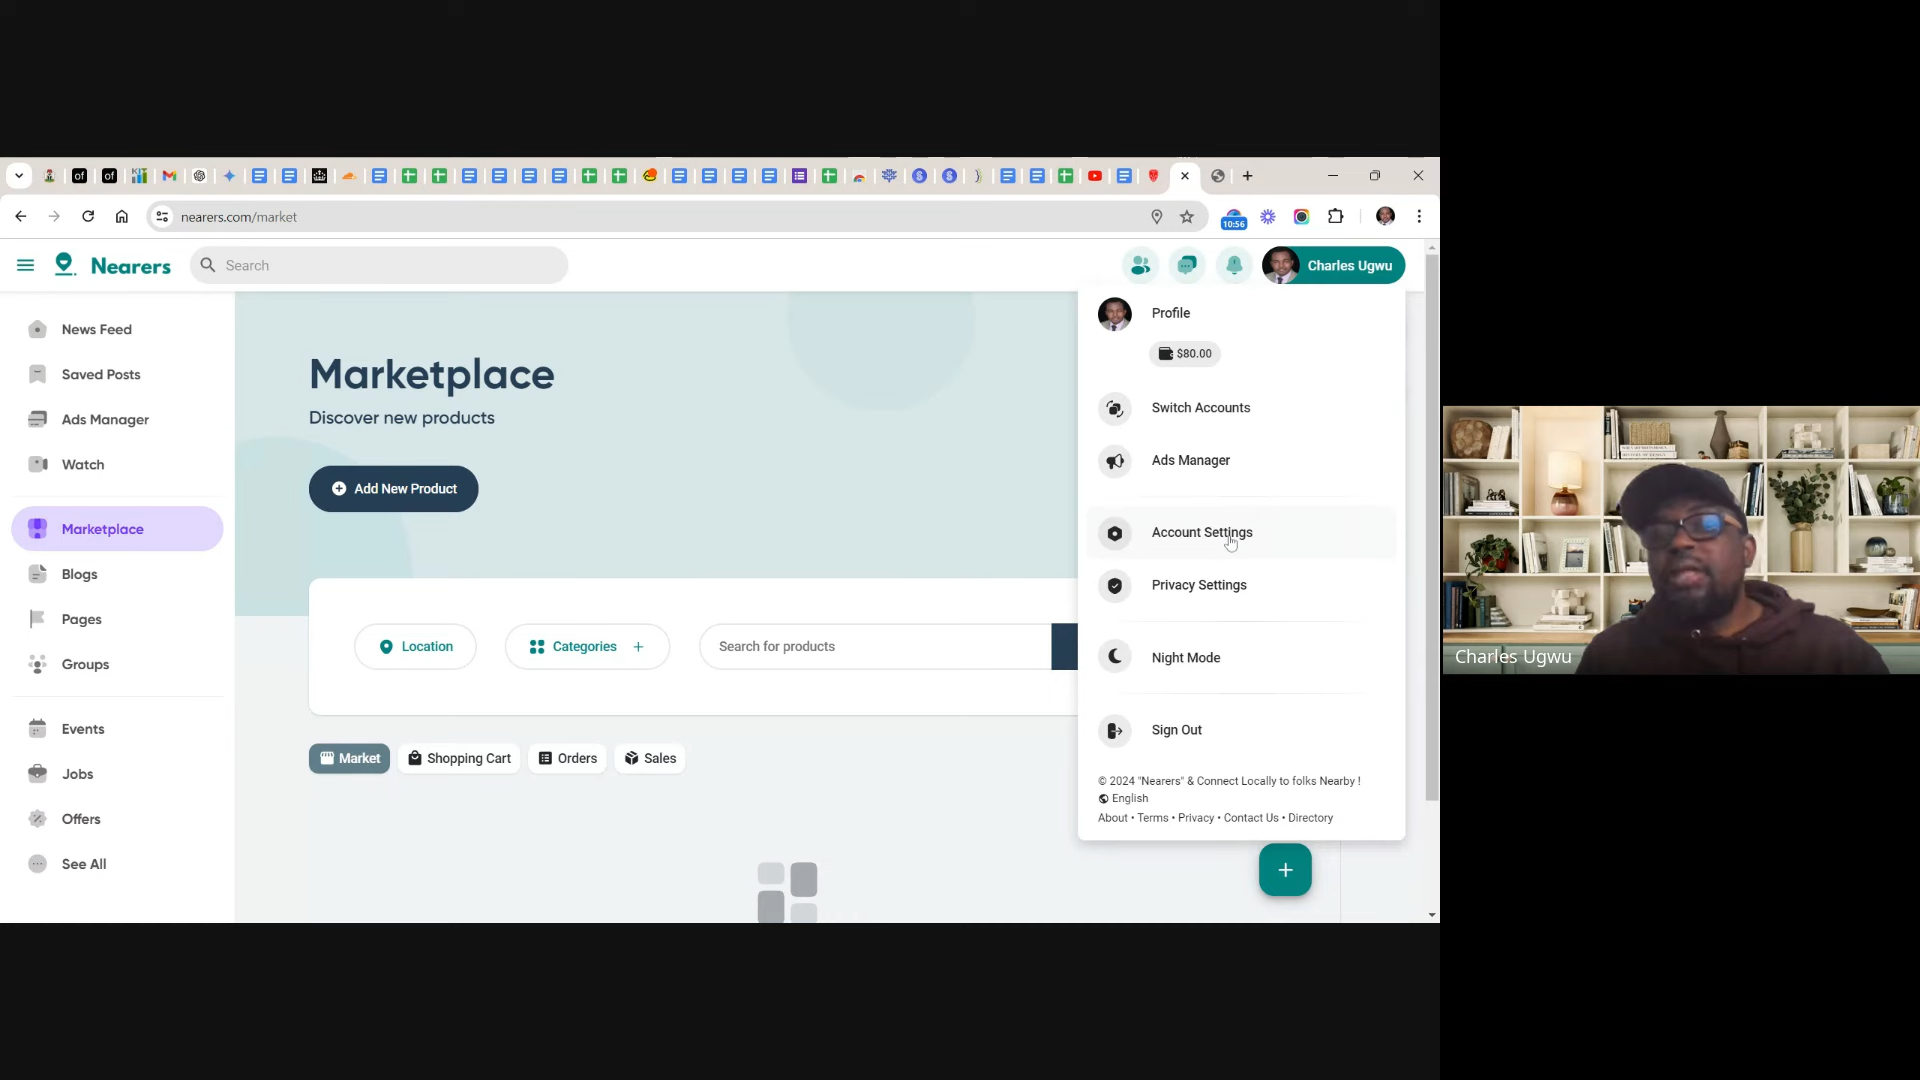 of
of
KIT
nearers.com/market
10:56
Nearers
Search
Charles Ugwu
News Feed
Saved Posts
Ads Manager
Watch
Marketplace
Blogs
Pages
Groups
Events
Jobs
Offers
See All
Marketplace
Discover new products
Add New Product
Location
Categories +
Search for products
Market
Shopping Cart
Orders
Sales
Profile
$80.00
Switch Accounts
Ads Manager
Account Settings
Privacy Settings
Night Mode
Sign Out
© 2024 "Nearers" & Connect Locally to folks Nearby !
English
About • Terms • Privacy • Contact Us • Directory
+
Charles Ugwu